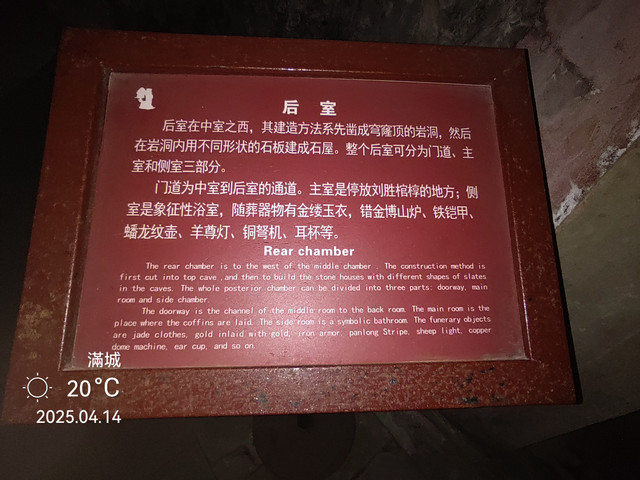 后 室
后室在中室之西，其建造方法系先凿成穹窿顶的岩洞，然后
在岩洞内用不同形状的石板建成石屋。整个后室可分为门道、主
室和侧室三部分。
门道为中室到后室的通道。主室是停放刘胜棺椁的地方；侧
室是象征性浴室，随葬器物有金缕玉衣，错金博山炉、铁铠甲、
蟠龙纹壶、羊尊灯、铜弩机、耳杯等。
Rear chamber
The rear chamber is to the west of the middle chamber . The construction method is
first cut into top cave ,and then to build the stone houses with different shapes of slates
in the caves. The whole posterior chamber can be divided into three parts: doorway, main
room and side chamber.
The doorway is the channel of the middle room to the back room. The main room is the
place where the coffins are laid. The side room is a symbolic bathroom. The funerary objects
are jade clothes, gold inlaid with gold, iron armor, panlong Stripe, sheep light, copper
dome machine, ear cup, and so on.
滿城
20°C
2025.04.14